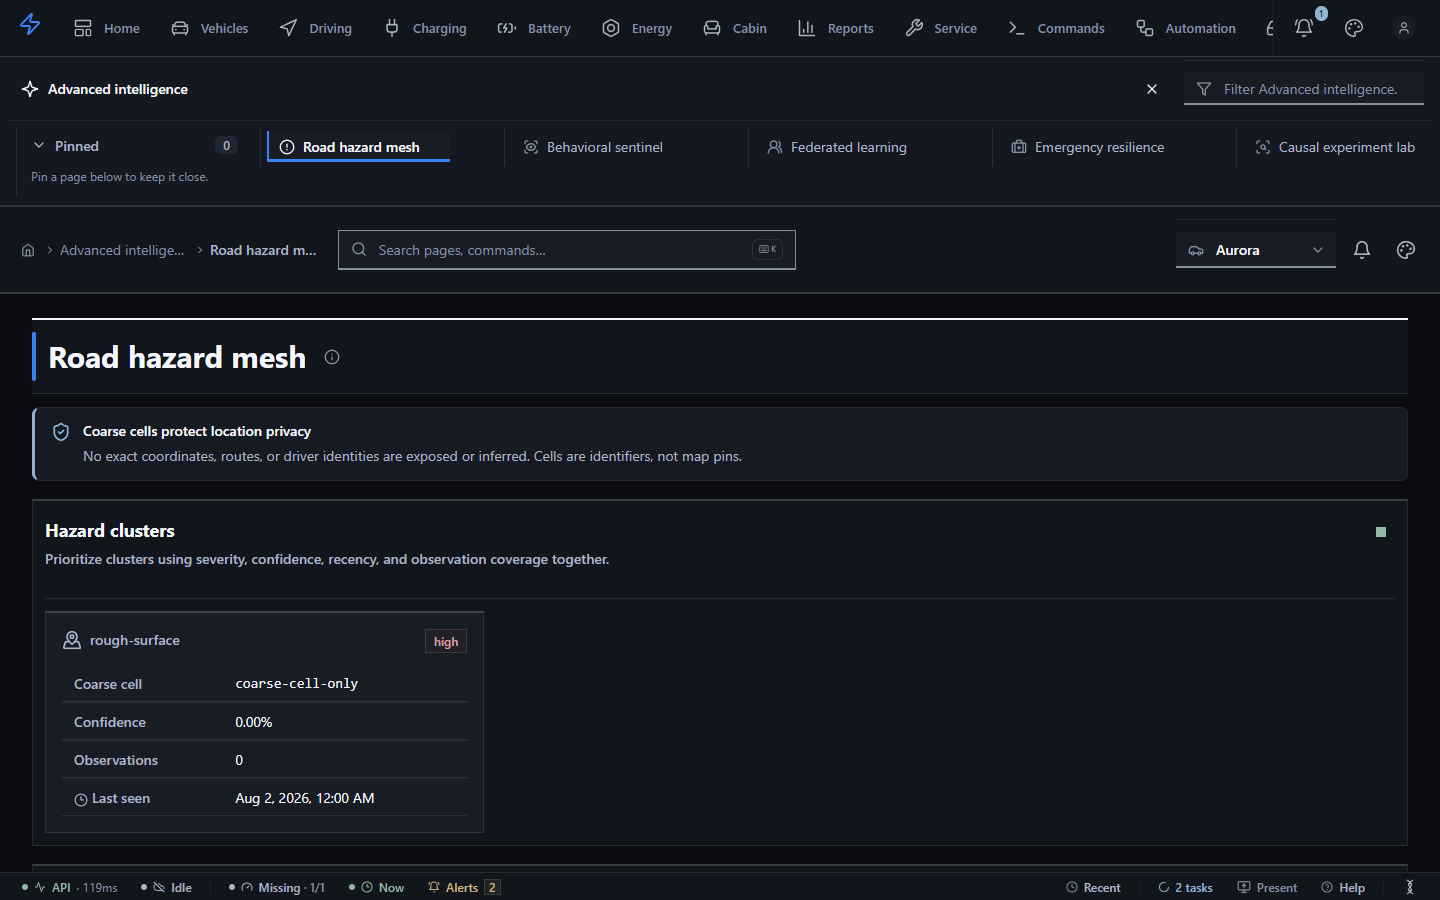 Home
Vehicles
Driving
Charging
Battery
Energy
Cabin
Reports
Service
Commands
Automation
1
Advanced intelligence
Filter Advanced intelligence.
Pinned
0
Road hazard mesh
Behavioral sentinel
Federated learning
Emergency resilience
Causal experiment lab
Pin a page below to keep it close.
Advanced intellige...
Road hazard m...
Search pages, commands...
K
Aurora
Road hazard mesh
Coarse cells protect location privacy
No exact coordinates, routes, or driver identities are exposed or inferred. Cells are identifiers, not map pins.
Hazard clusters
Prioritize clusters using severity, confidence, recency, and observation coverage together.
rough-surface
high
Coarse cell
coarse-cell-only
Confidence
0.00%
Observations
0
Last seen
Aug 2, 2026, 12:00 AM
API · 119ms
Idle
Missing · 1/1
Now
Alerts 2
Recent
2 tasks
Present
Help